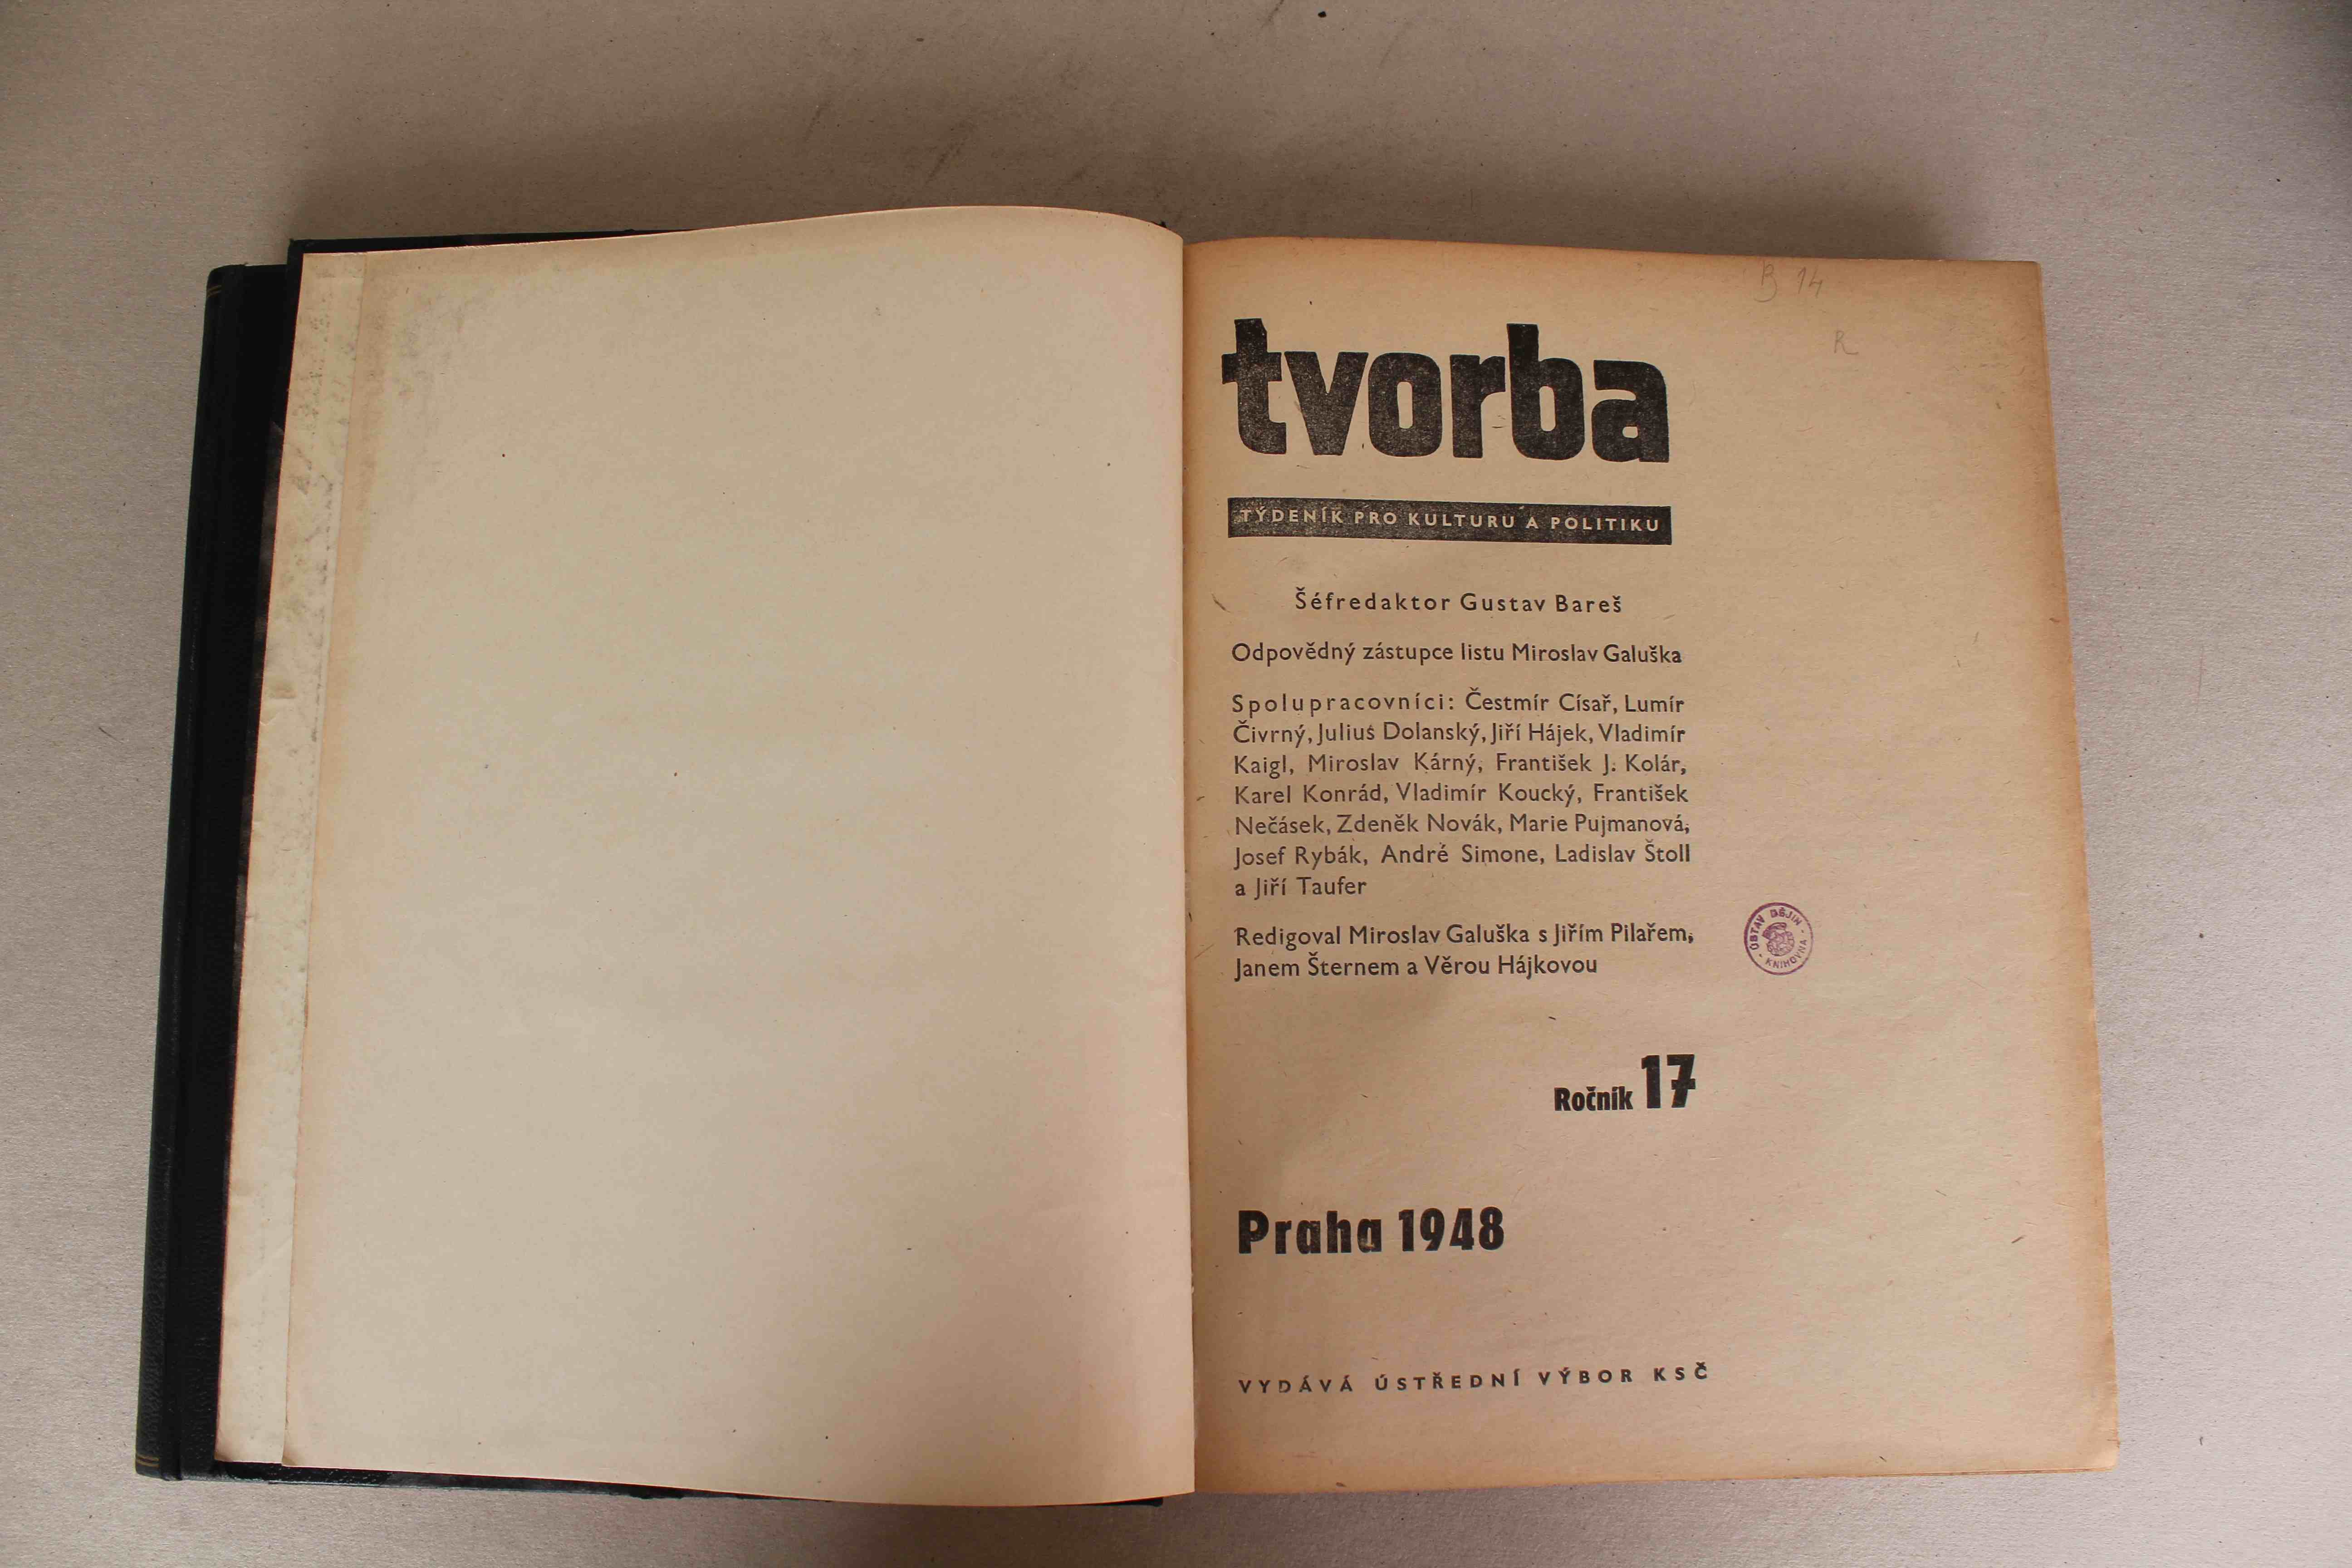 B 14
R
tvorba
TÝDENÍK PRO KULTURU A POLITIKU
Šéfredaktor Gustav Bareš
Odpovědný zástupce listu Miroslav Galuška
Spolupracovníci: Čestmír Císař, Lumír
Čivrný, Julius Dolanský, Jiří Hájek, Vladimír
Kaigl, Miroslav Kárný, František J. Kolár,
Karel Konrád, Vladimír Koucký, František
Nečásek, Zdeněk Novák, Marie Pujmanová,
Josef Rybák, André Simone, Ladislav Štoll
a Jiří Taufer
Redigoval Miroslav Galuška s Jiřím Pilařem,
Janem Šternem a Věrou Hájkovou
ÚSTAV DĚJIN
KNIHOVNA
Ročník 17
Praha 1948
VYDÁVÁ ÚSTŘEDNÍ VÝBOR KSČ